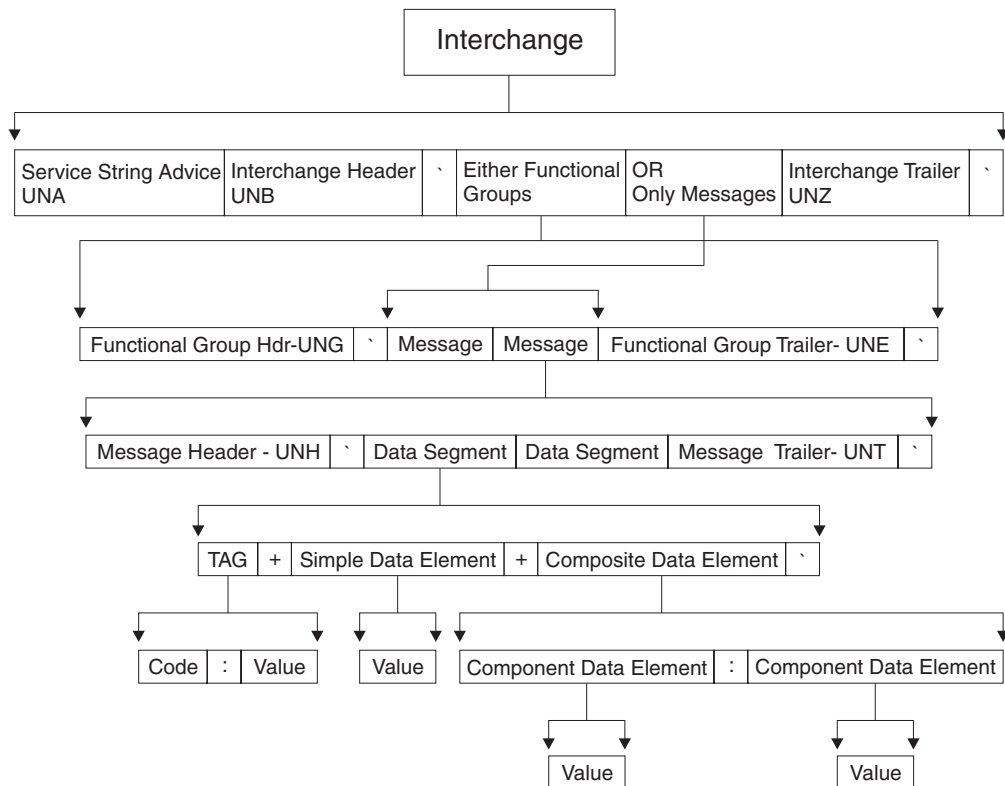 Interchange
Service String Advice UNA
Interchange Header UNB
`
Either Functional Groups
OR Only Messages
Interchange Trailer UNZ
`
Functional Group Hdr-UNG ` Message Message Functional Group Trailer- UNE `
Message Header - UNH ` Data Segment Data Segment Message Trailer- UNT `
TAG + Simple Data Element + Composite Data Element `
Code : Value Value Component Data Element : Component Data Element
Value Value